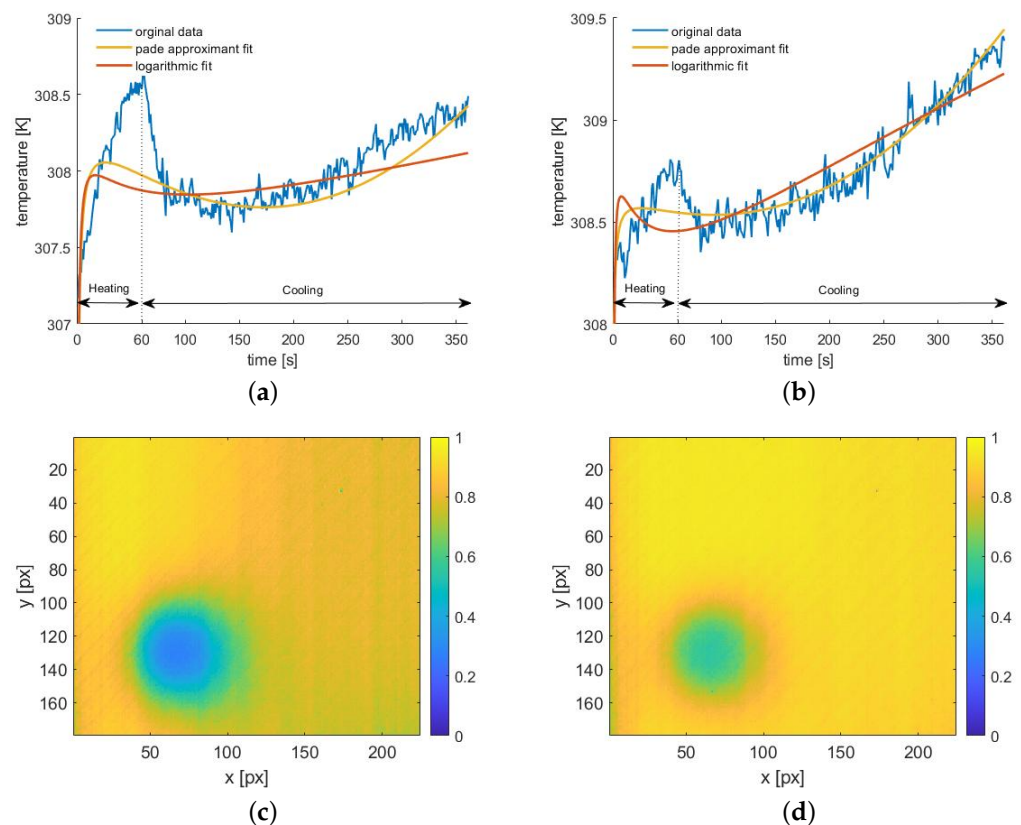 309
308.5
308
307.5
307
temperature [K]
orginal data
pade approximant fit
logarithmic fit
Heating
Cooling
0 60 100 150 200 250 300 350
time [s]
(a)
309.5
309
308.5
308
temperature [K]
orginal data
pade approximant fit
logarithmic fit
Heating
Cooling
0 60 100 150 200 250 300 350
time [s]
(b)
20
40
60
80
100
120
140
160
y [px]
50 100 150 200
x [px]
1
0.8
0.6
0.4
0.2
0
(c)
20
40
60
80
100
120
140
160
y [px]
50 100 150 200
x [px]
1
0.8
0.6
0.4
0.2
0
(d)